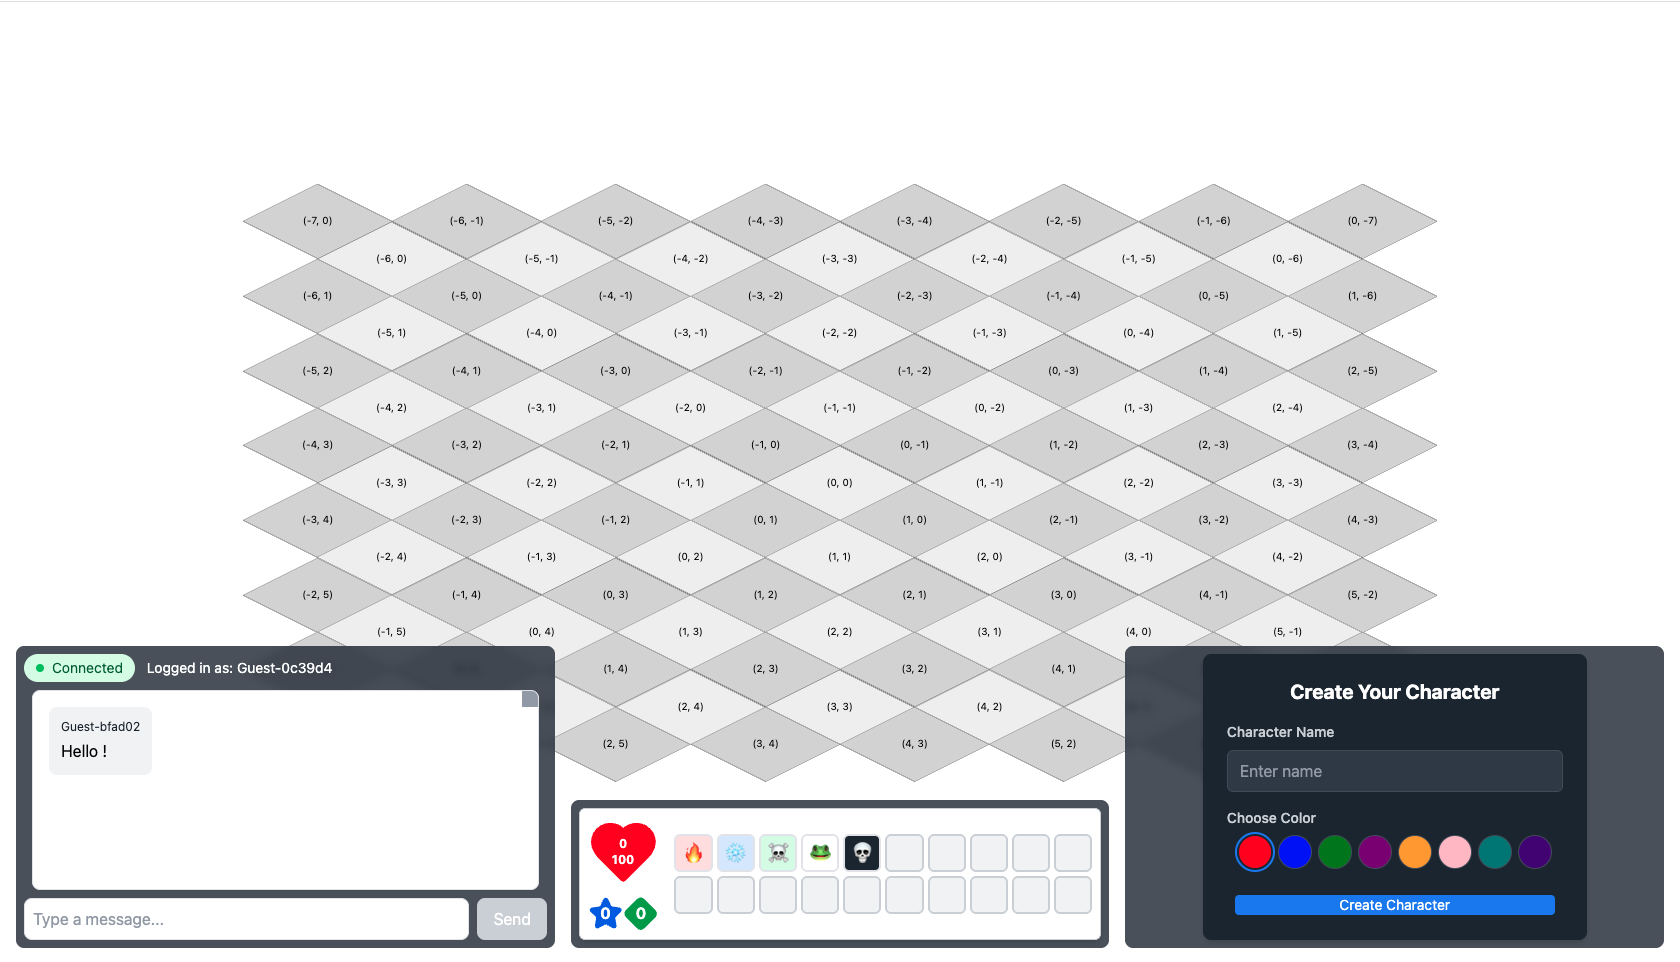 (-7, 0) (-6, -1) (-5, -2) (-4, -3) (-3, -4) (-2, -5) (-1, -6) (0, -7)
(-6, 0) (-5, -1) (-4, -2) (-3, -3) (-2, -4) (-1, -5) (0, -6)
(-6, 1) (-5, 0) (-4, -1) (-3, -2) (-2, -3) (-1, -4) (0, -5) (1, -6)
(-5, 1) (-4, 0) (-3, -1) (-2, -2) (-1, -3) (0, -4) (1, -5)
(-5, 2) (-4, 1) (-3, 0) (-2, -1) (-1, -2) (0, -3) (1, -4) (2, -5)
(-4, 2) (-3, 1) (-2, 0) (-1, -1) (0, -2) (1, -3) (2, -4)
(-4, 3) (-3, 2) (-2, 1) (-1, 0) (0, -1) (1, -2) (2, -3) (3, -4)
(-3, 3) (-2, 2) (-1, 1) (0, 0) (1, -1) (2, -2) (3, -3)
(-3, 4) (-2, 3) (-1, 2) (0, 1) (1, 0) (2, -1) (3, -2) (4, -3)
(-2, 4) (-1, 3) (0, 2) (1, 1) (2, 0) (3, -1) (4, -2)
(-2, 5) (-1, 4) (0, 3) (1, 2) (2, 1) (3, 0) (4, -1) (5, -2)
(-1, 5) (0, 4) (1, 3) (2, 2) (3, 1) (4, 0) (5, -1)
(1, 4) (2, 3) (3, 2) (4, 1)
(2, 4) (3, 3) (4, 2)
(2, 5) (3, 4) (4, 3) (5, 2)
Connected Logged in as: Guest-0c39d4
Guest-bfad02
Hello !
Type a message... Send
0
100
0 0
Create Your Character
Character Name
Enter name
Choose Color
Create Character